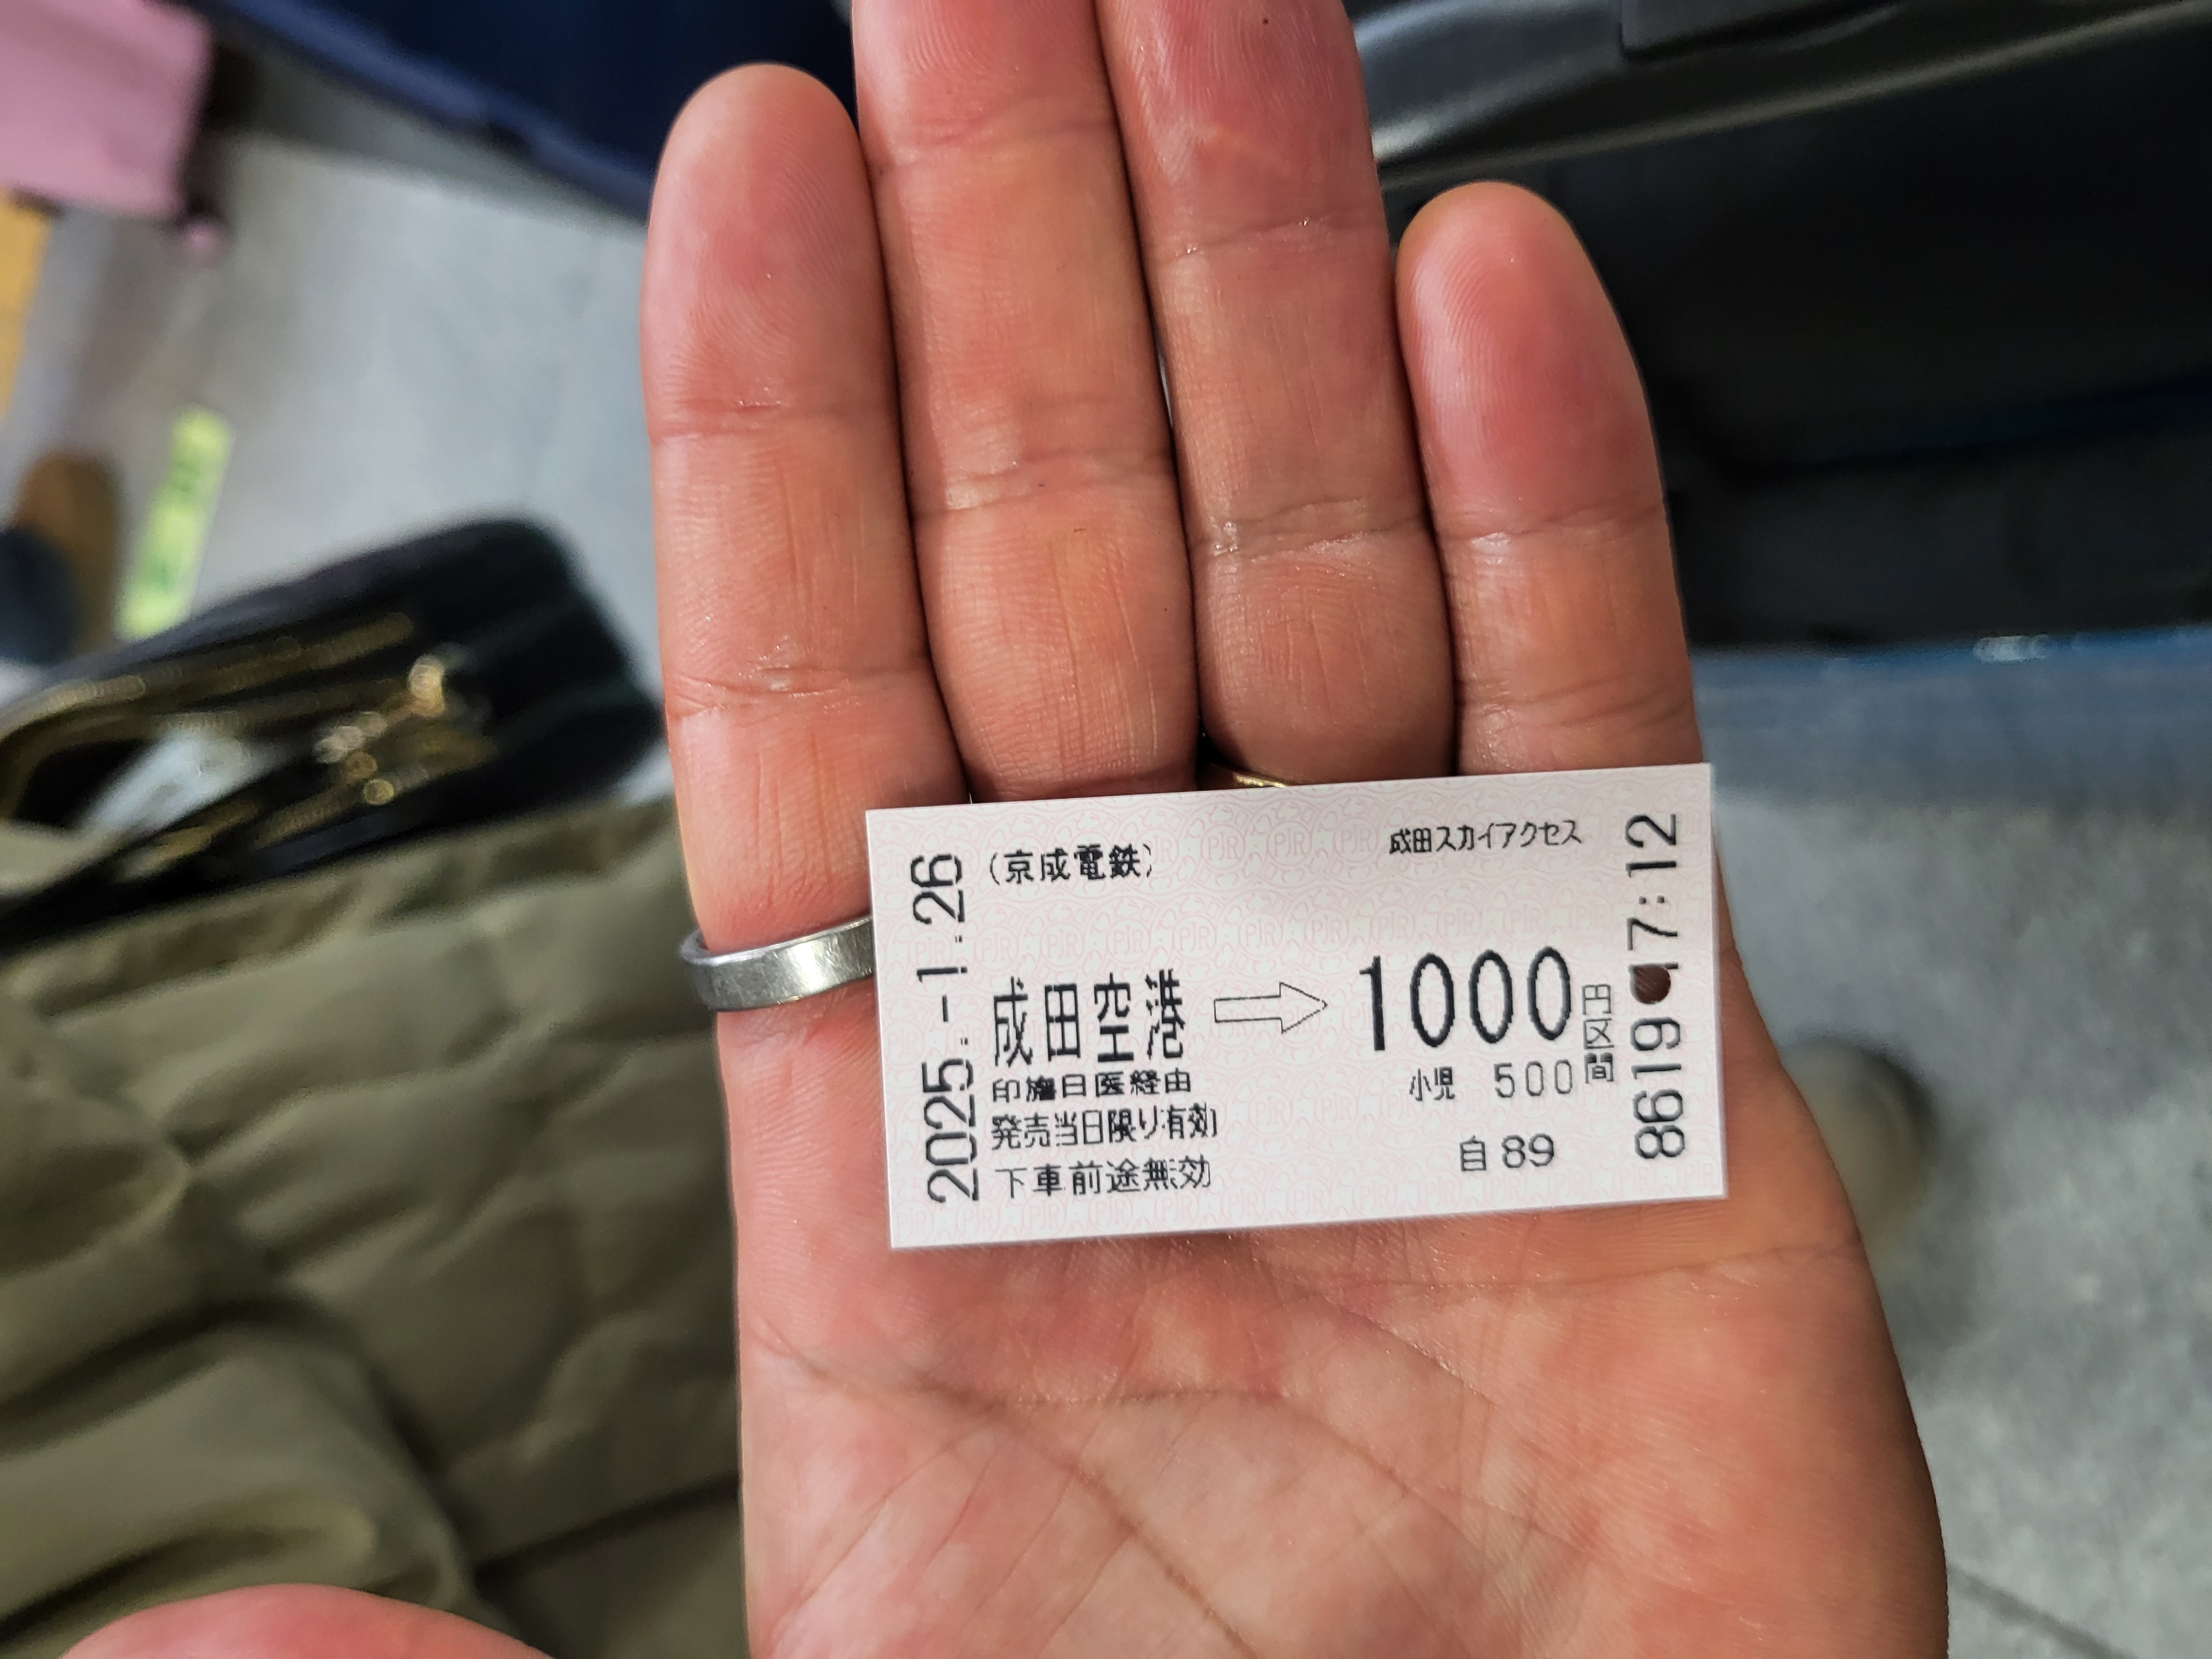 2025.-1.26
(京成電鉄)
成田スカイアクセス
成田空港 ⇨ 1000円区間
印旛日医経由
小児 500
発売当日限り有効
下車前途無効
自89
8619 17:12